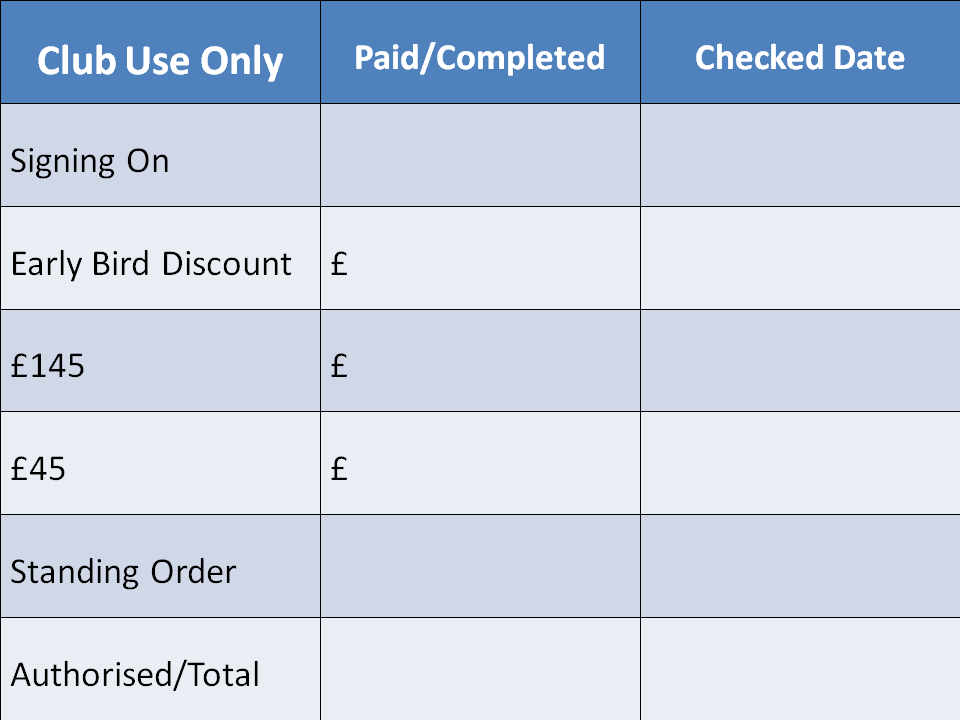 Club Use Only Paid/Completed Checked Date
Signing On
Early Bird Discount £
£145 £
£45 £
Standing Order
Authorised/Total